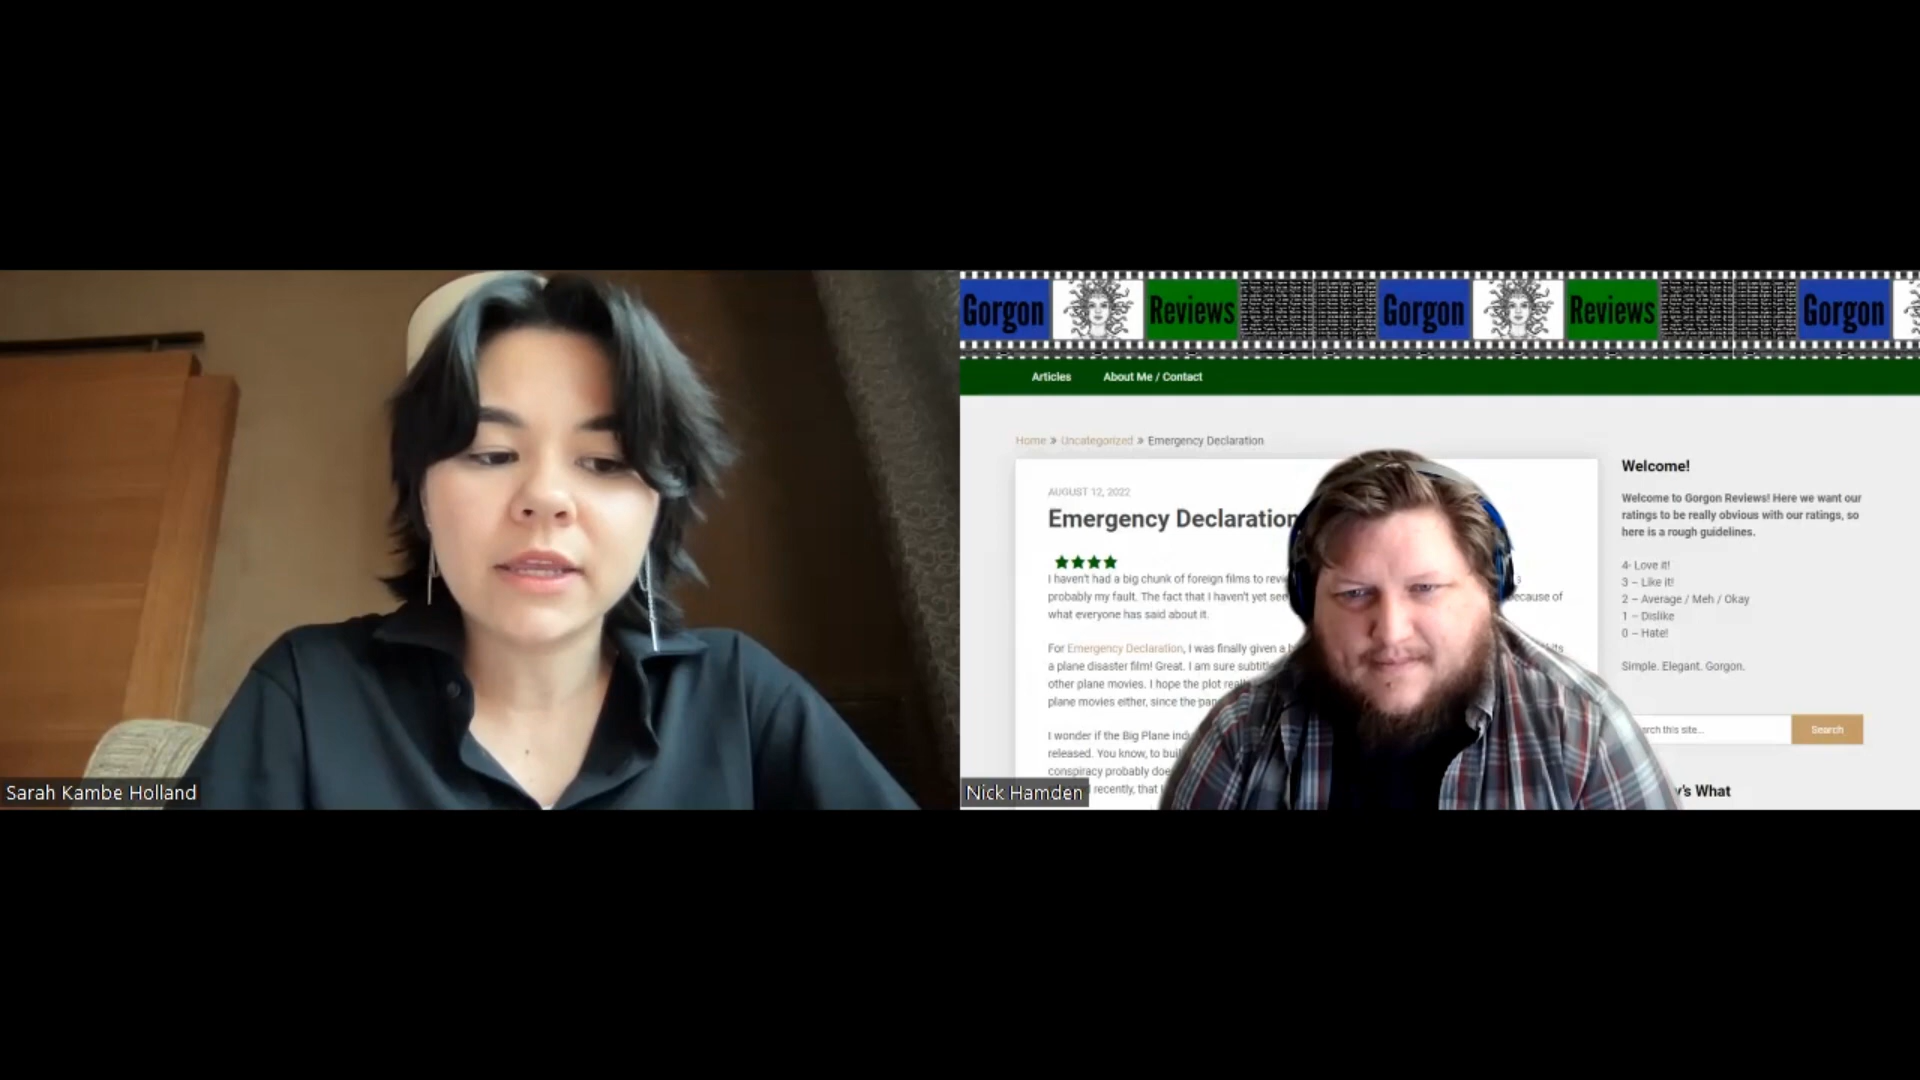 Gorgon Reviews Gorgon Reviews Gorgon
Articles About Me / Contact
Home » Uncategorized » Emergency Declaration
AUGUST 12, 2022
Emergency Declaration
I haven't had a big chunk of foreign films to
probably my fault. The fact that I haven't yet see ecause of
what everyone has said about it.
For Emergency Declaration, I was finally given a
a plane disaster film! Great. I am sure
other plane movies. I hope the plot
plane movies either, since the
I wonder if the Big Plane
released. You know, to
conspiracy probably
recently, that
Welcome!
Welcome to Gorgon Reviews! Here we want our
ratings to be really obvious with our ratings, so
here is a rough guidelines.
4- Love it!
3 – Like it!
2 – Average / Meh / Okay
1 – Dislike
0 – Hate!
Simple. Elegant. Gorgon.
rch this site... Search
y's What
Sarah Kambe Holland
Nick Hamden